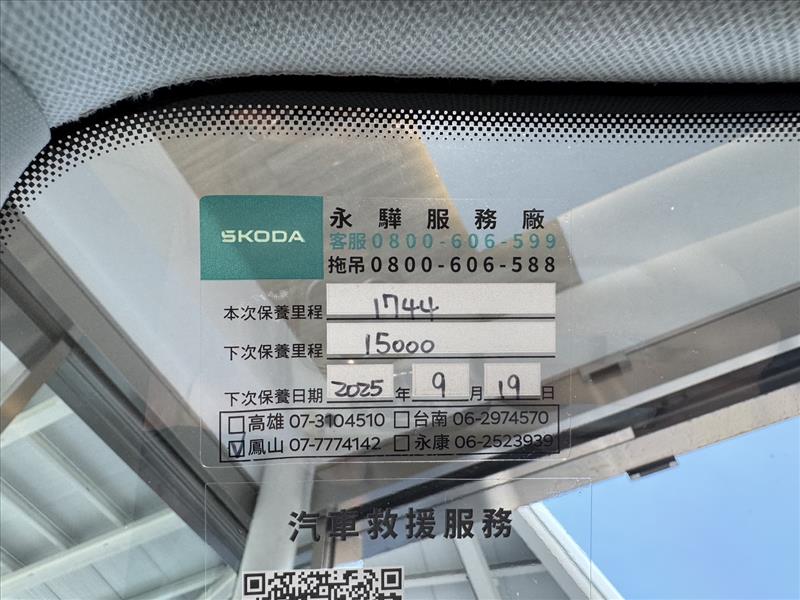 SKODA
永驊服務廠
客服0800-606-599
拖吊0800-606-588
本次保養里程 1744
下次保養里程 15000
下次保養日期 2025 年 9 月 19 日
高雄 07-3104510 台南 06-2974570
鳳山 07-7774142 永康 06-2523939
汽車救援服務